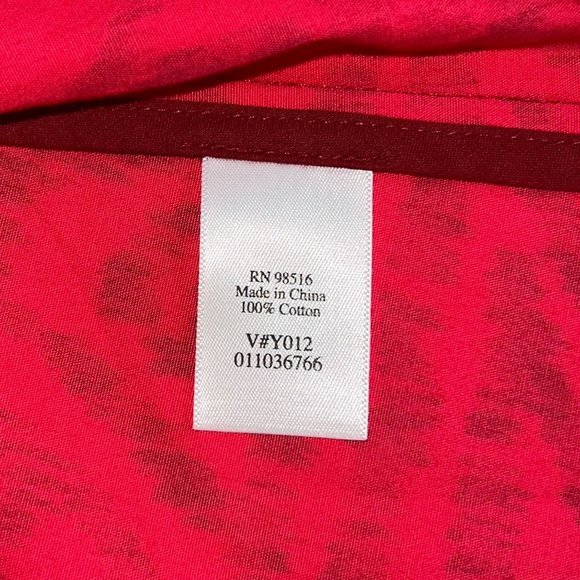 RN 98516
Made in China
100% Cotton
V#Y012
011036766